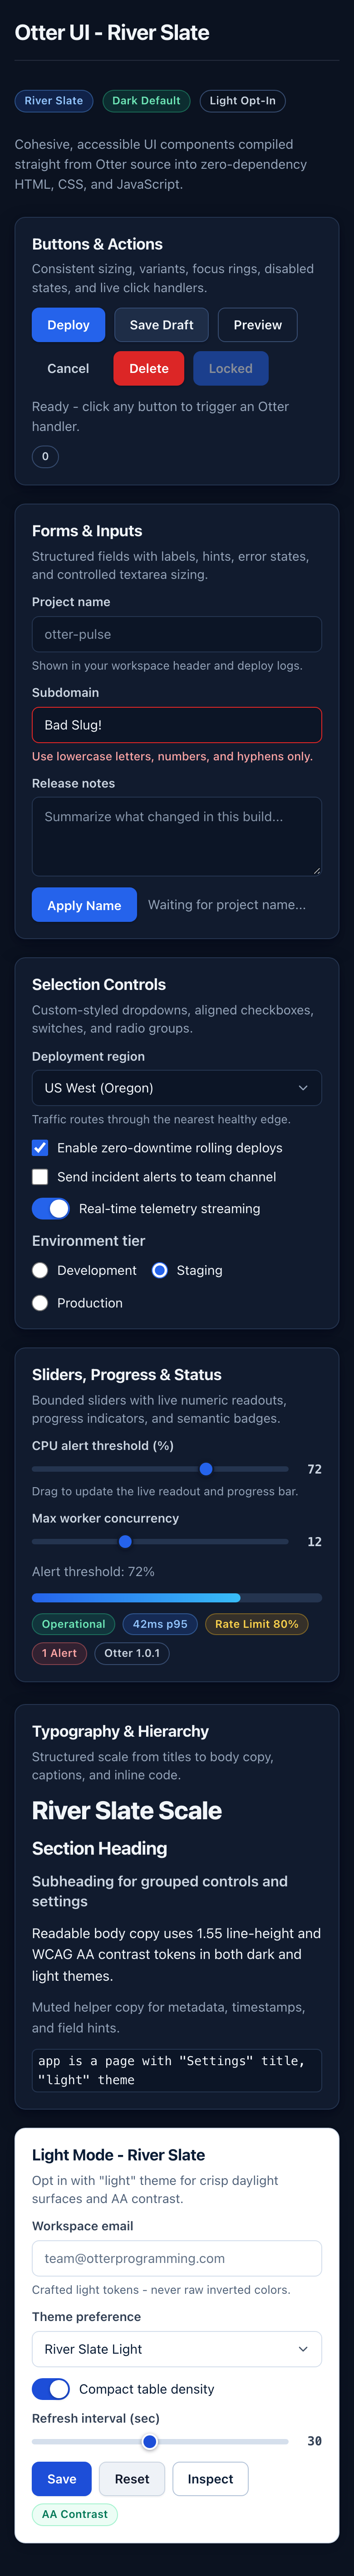 Otter UI - River Slate
River Slate
Dark Default
Light Opt-In
Cohesive, accessible UI components compiled
straight from Otter source into zero-dependency
HTML, CSS, and JavaScript.
Buttons & Actions
Consistent sizing, variants, focus rings, disabled
states, and live click handlers.
Deploy
Save Draft
Preview
Cancel
Delete
Locked
Ready - click any button to trigger an Otter
handler.
0
Forms & Inputs
Structured fields with labels, hints, error states,
and controlled textarea sizing.
Project name
otter-pulse
Shown in your workspace header and deploy logs.
Subdomain
Bad Slug!
Use lowercase letters, numbers, and hyphens only.
Release notes
Summarize what changed in this build...
Apply Name
Waiting for project name...
Selection Controls
Custom-styled dropdowns, aligned checkboxes,
switches, and radio groups.
Deployment region
US West (Oregon)
Traffic routes through the nearest healthy edge.
Enable zero-downtime rolling deploys
Send incident alerts to team channel
Real-time telemetry streaming
Environment tier
Development
Staging
Production
Sliders, Progress & Status
Bounded sliders with live numeric readouts,
progress indicators, and semantic badges.
CPU alert threshold (%)
72
Drag to update the live readout and progress bar.
Max worker concurrency
12
Alert threshold: 72%
Operational
42ms p95
Rate Limit 80%
1 Alert
Otter 1.0.1
Typography & Hierarchy
Structured scale from titles to body copy,
captions, and inline code.
River Slate Scale
Section Heading
Subheading for grouped controls and
settings
Readable body copy uses 1.55 line-height and
WCAG AA contrast tokens in both dark and
light themes.
Muted helper copy for metadata, timestamps,
and field hints.
app is a page with "Settings" title,
"light" theme
Light Mode - River Slate
Opt in with "light" theme for crisp daylight
surfaces and AA contrast.
Workspace email
team@otterprogramming.com
Crafted light tokens - never raw inverted colors.
Theme preference
River Slate Light
Compact table density
Refresh interval (sec)
30
Save
Reset
Inspect
AA Contrast